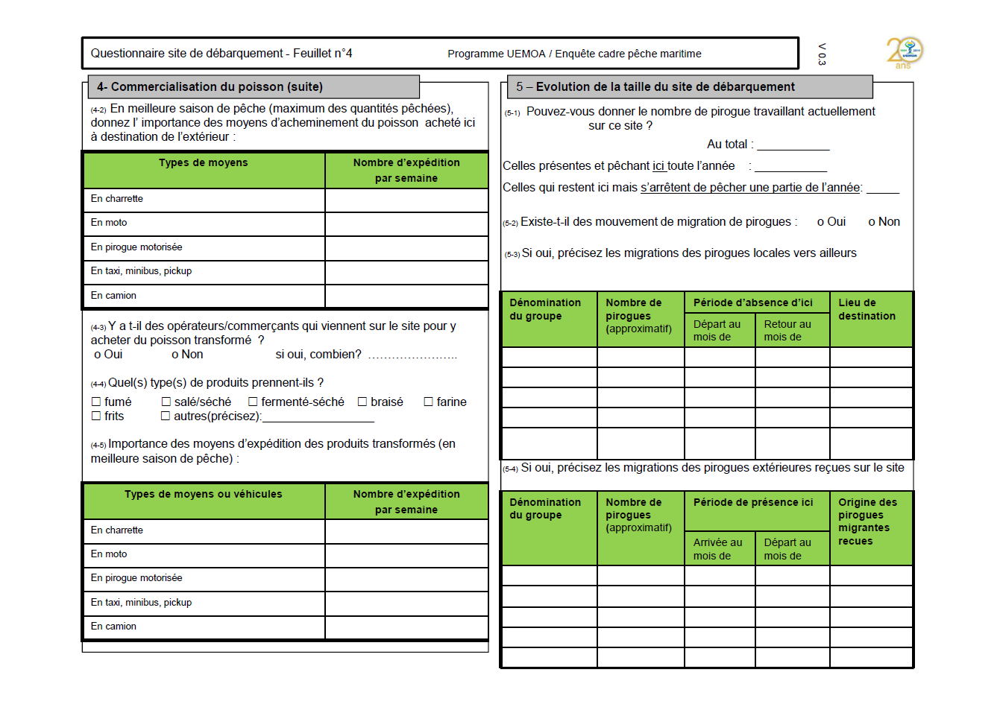 Questionnaire site de débarquement - Feuillet n°4
Programme UEMOA / Enquête cadre pêche maritime
V 0.3
20
ans
UEMOA
4- Commercialisation du poisson (suite)
(4-2) En meilleure saison de pêche (maximum des quantités pêchées),
donnez l' importance des moyens d'acheminement du poisson acheté ici
à destination de l'extérieur :
Types de moyens
Nombre d'expédition
par semaine
En charrette
En moto
En pirogue motorisée
En taxi, minibus, pickup
En camion
(4-3) Y a t-il des opérateurs/commerçants qui viennent sur le site pour y
acheter du poisson transformé ?
o Oui o Non si oui, combien? …………………..
(4-4) Quel(s) type(s) de produits prennent-ils ?
☐ fumé ☐ salé/séché ☐ fermenté-séché ☐ braisé ☐ farine
☐ frits ☐ autres(précisez):_________________
(4-5) Importance des moyens d'expédition des produits transformés (en
meilleure saison de pêche) :
Types de moyens ou véhicules
Nombre d'expédition
par semaine
En charrette
En moto
En pirogue motorisée
En taxi, minibus, pickup
En camion
5 – Evolution de la taille du site de débarquement
(5-1) Pouvez-vous donner le nombre de pirogue travaillant actuellement
sur ce site ?
Au total : ___________
Celles présentes et pêchant ici toute l'année : ___________
Celles qui restent ici mais s'arrêtent de pêcher une partie de l'année: _____
(5-2) Existe-t-il des mouvement de migration de pirogues : o Oui o Non
(5-3) Si oui, précisez les migrations des pirogues locales vers ailleurs
Dénomination
du groupe
Nombre de
pirogues
(approximatif)
Période d'absence d'ici
Départ au
mois de
Retour au
mois de
Lieu de
destination
(5-4) Si oui, précisez les migrations des pirogues extérieures reçues sur le site
Dénomination
du groupe
Nombre de
pirogues
(approximatif)
Période de présence ici
Arrivée au
mois de
Départ au
mois de
Origine des
pirogues
migrantes
recues